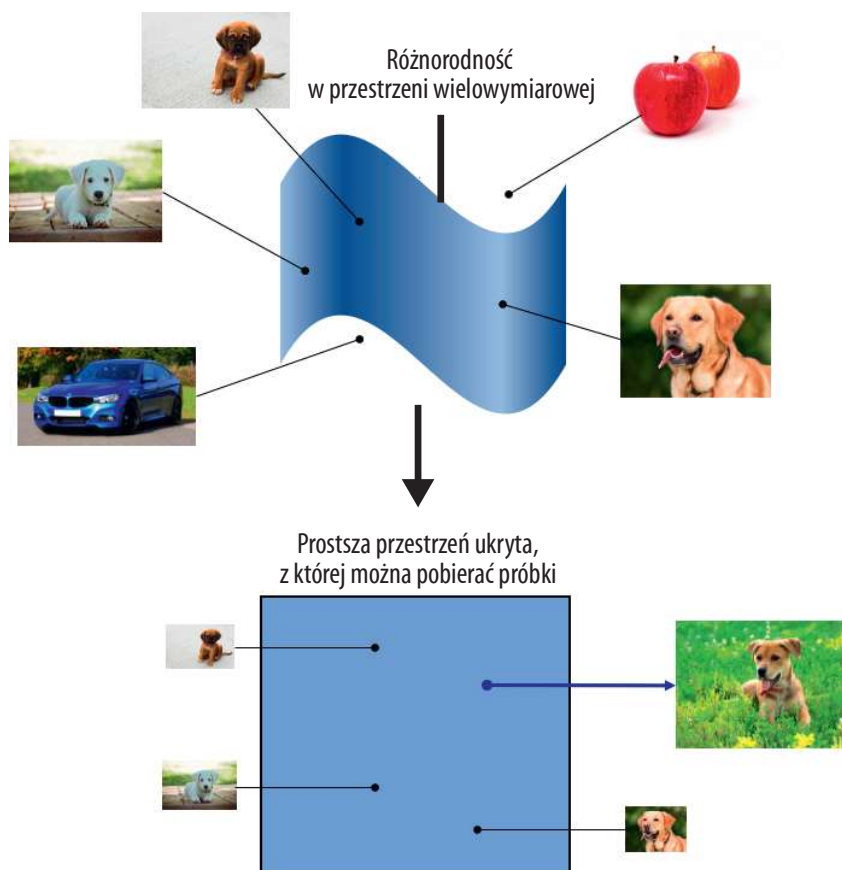 Różnorodność
w przestrzeni wielowymiarowej
Prostsza przestrzeń ukryta,
z której można pobierać próbki